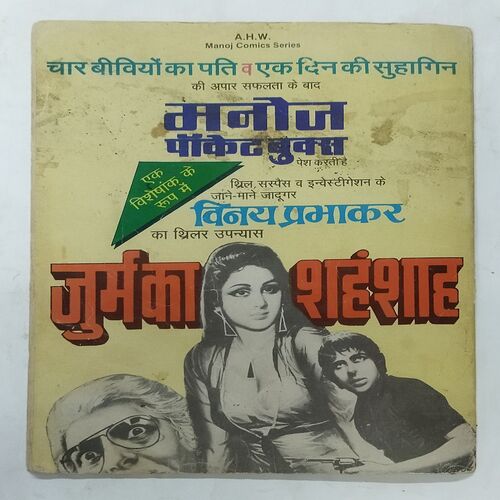 A.H.W.
Manoj Comics Series
चार बीवियों का पति व एक दिन की सुहागिन
की अपार सफलता के बाद
मनोज
पॉकेट बुक्स
पेश करती है
एक
विशेषांक के
रूप में
थ्रिल, सस्पैंस व इन्वेस्टीगेशन के
जाने-माने जादूगर
विनय प्रभाकर
का थ्रिलर उपन्यास
जुर्म का शहंशाह